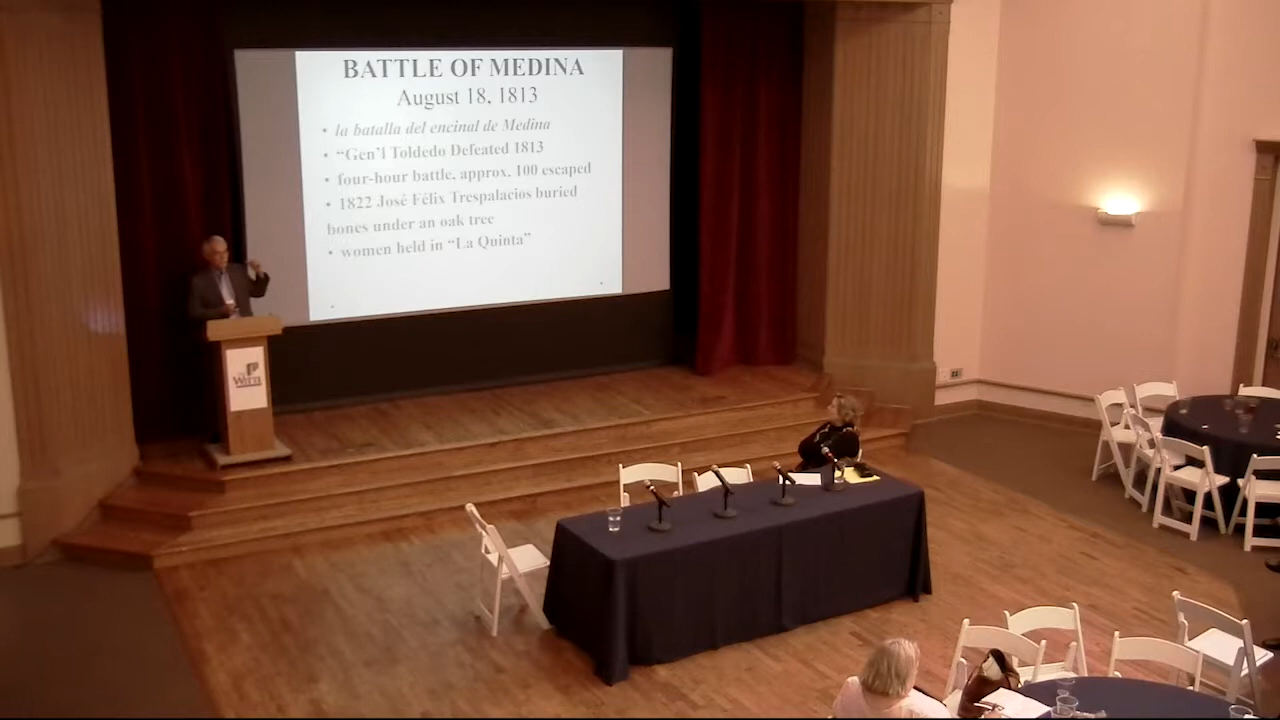 BATTLE OF MEDINA
August 18, 1813
• la batalla del encinal de Medina
• “Gen’l Toldedo Defeated 1813
• four-hour battle, approx. 100 escaped
• 1822 José Félix Trespalacios buried
bones under an oak tree
• women held in “La Quinta”
WITTE